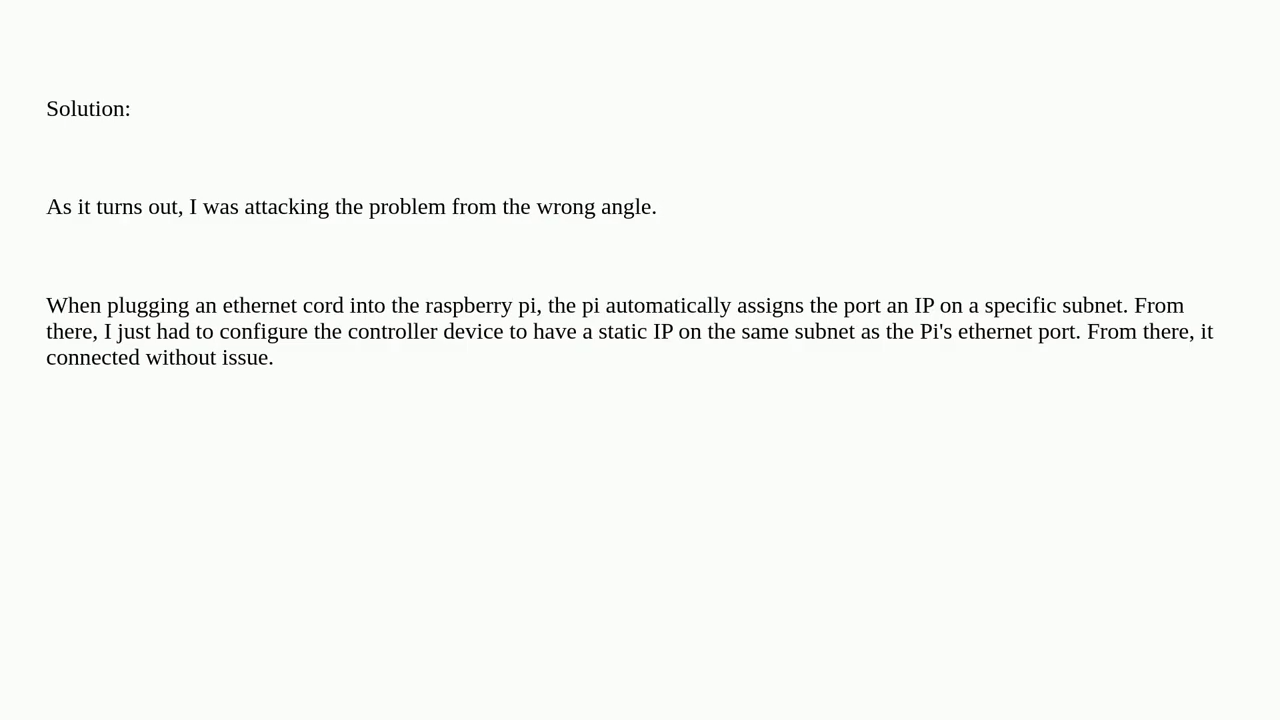 Solution:
As it turns out, I was attacking the problem from the wrong angle.
When plugging an ethernet cord into the raspberry pi, the pi automatically assigns the port an IP on a specific subnet. From
there, I just had to configure the controller device to have a static IP on the same subnet as the Pi's ethernet port. From there, it
connected without issue.